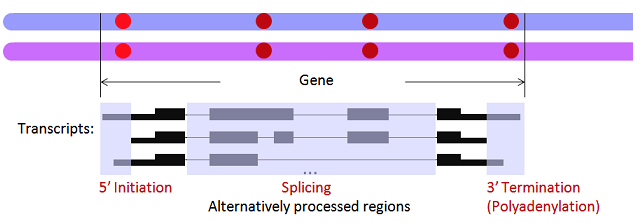 Gene
Transcripts:
...
5’ Initiation
Splicing
3’ Termination
(Polyadenylation)
Alternatively processed regions